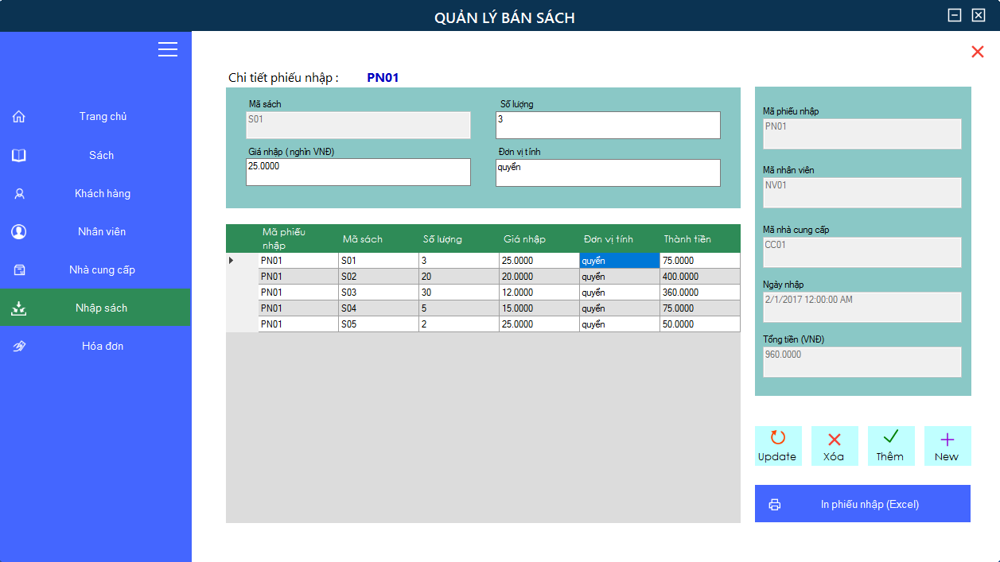 QUẢN LÝ BÁN SÁCH
Trang chủ
Sách
Khách hàng
Nhân viên
Nhà cung cấp
Nhập sách
Hóa đơn
Chi tiết phiếu nhập : PN01
Mã sách Số lượng
S01 3
Giá nhập ( nghìn VNĐ) Đơn vị tính
25.0000 quyển
Mã phiếu nhập Mã sách Số lượng Giá nhập Đơn vị tính Thành tiền
PN01 S01 3 25.0000 quyển 75.0000
PN01 S02 20 20.0000 quyển 400.0000
PN01 S03 30 12.0000 quyển 360.0000
PN01 S04 5 15.0000 quyển 75.0000
PN01 S05 2 25.0000 quyển 50.0000
Mã phiếu nhập
PN01
Mã nhân viên
NV01
Mã nhà cung cấp
CC01
Ngày nhập
2/1/2017 12:00:00 AM
Tổng tiền (VNĐ)
960.0000
Update Xóa Thêm New
In phiếu nhập (Excel)